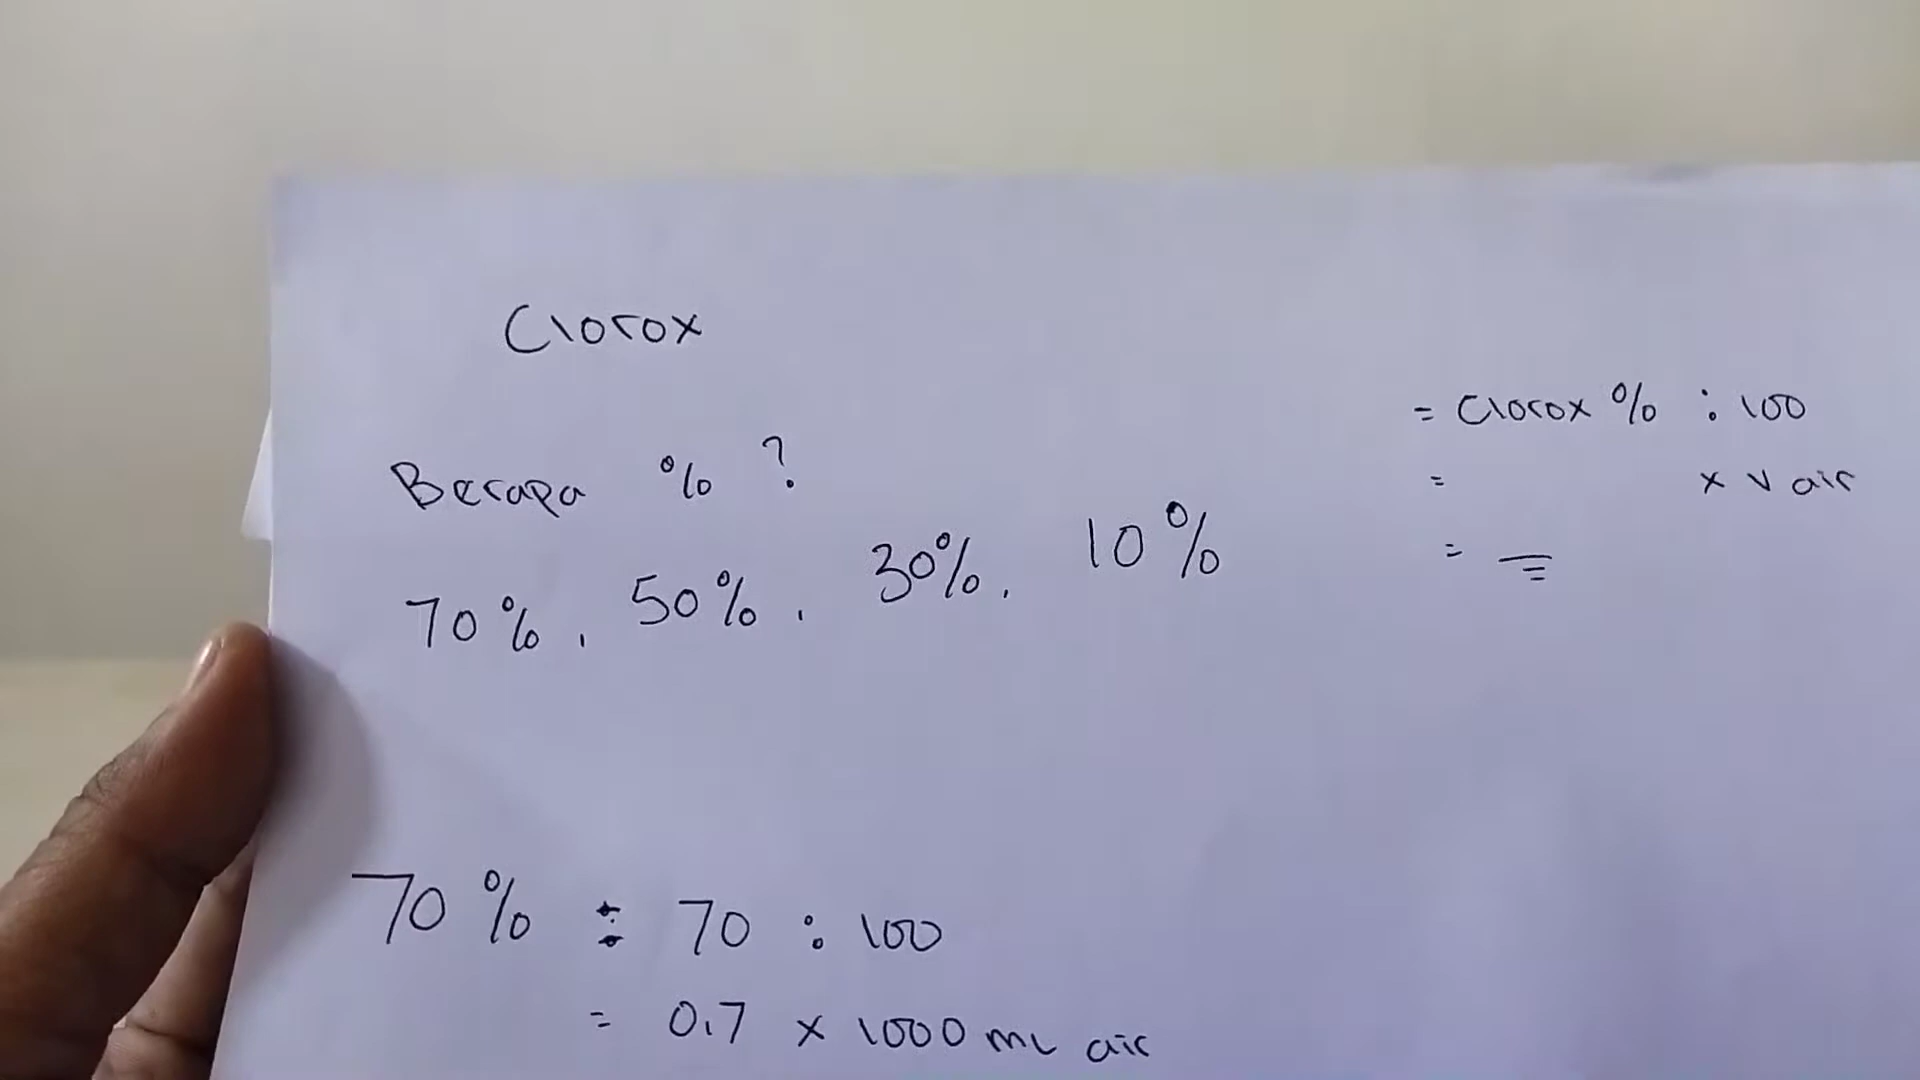 Clorox
Berapa % ?
70%, 50%, 30%, 10%
= Clorox % : 100
= x V air
=
70% : 70 : 100
= 0.7 x 1000 mL air